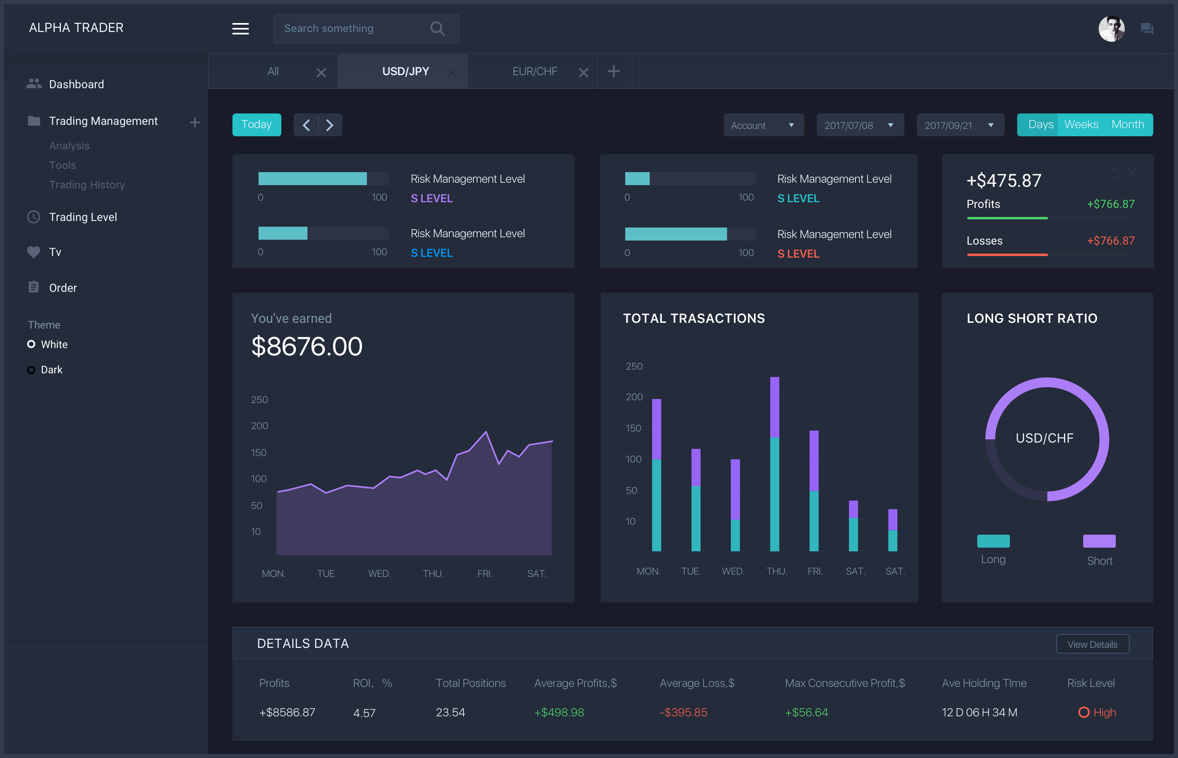 ALPHA TRADER
Search something
Dashboard
Trading Management
Analysis
Tools
Trading History
Trading Level
Tv
Order
Theme
White
Dark
All
USD/JPY
EUR/CHF
Today
Account
2017/07/08
2017/09/21
Days Weeks Month
Risk Management Level
0 100 S LEVEL
Risk Management Level
0 100 S LEVEL
Risk Management Level
0 100 S LEVEL
Risk Management Level
0 100 S LEVEL
+$475.87
Profits +$766.87
Losses +$766.87
You've earned
$8676.00
250
200
150
100
50
10
MON. TUE. WED. THU. FRI. SAT.
TOTAL TRASACTIONS
250
200
150
100
50
10
MON. TUE. WED. THU. FRI. SAT. SAT.
LONG SHORT RATIO
USD/CHF
Long Short
DETAILS DATA
View Details
Profits ROI, % Total Positions Average Profits,$ Average Loss,$ Max Consecutive Profit,$ Ave Holding TIme Risk Level
+$8586.87 4.57 23.54 +$498.98 -$395.85 +$56.64 12 D 06 H 34 M High